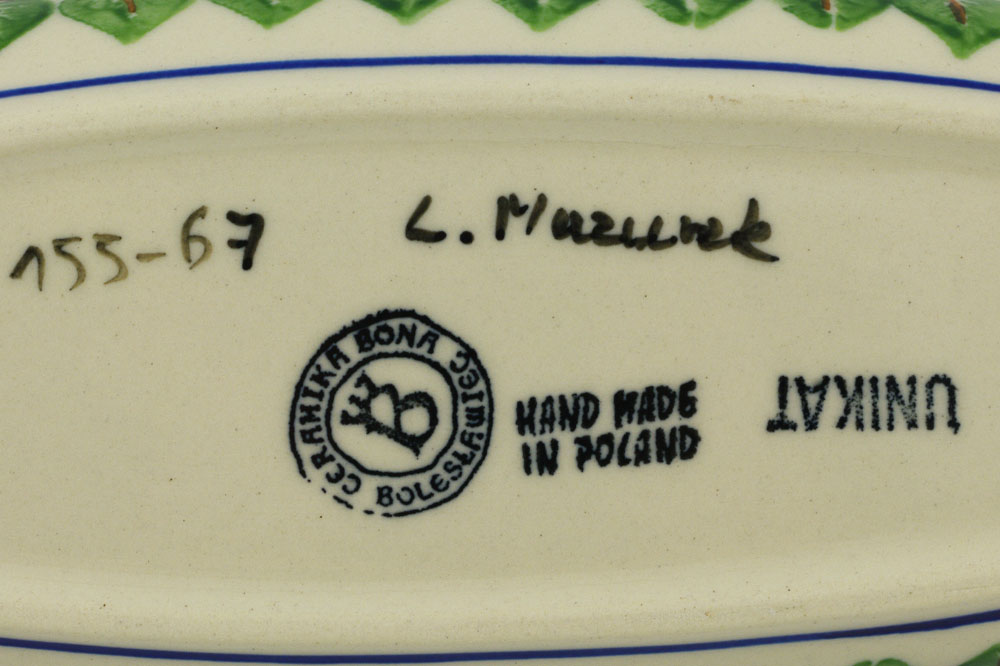 155-67
L. Mazurek
CERAMIKA BONA
BOLESŁAWIEC
B
HAND MADE
IN POLAND
UNIKAT